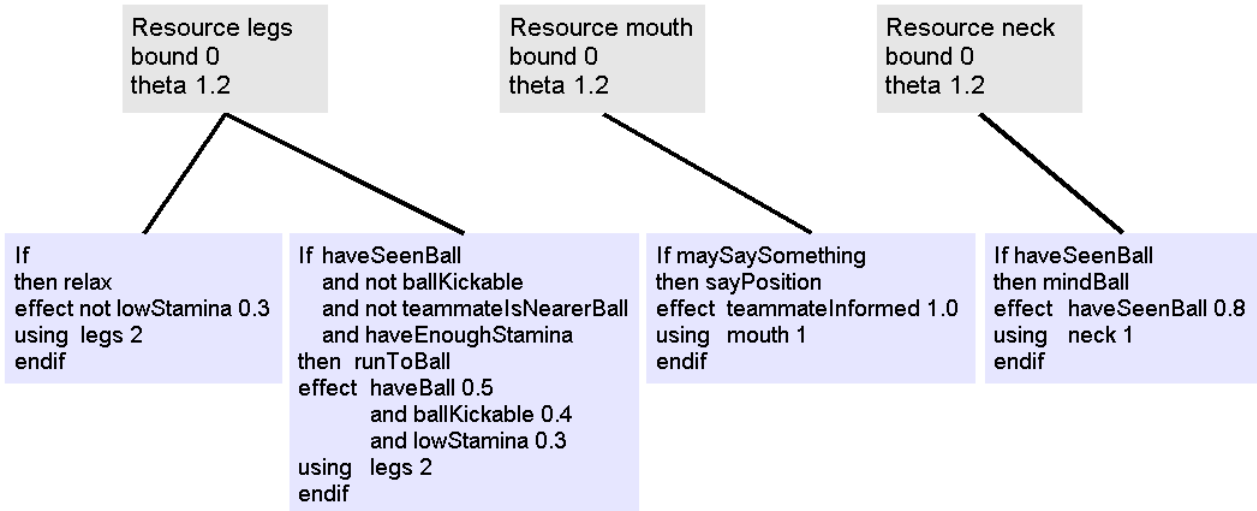 Resource legs
bound 0
theta 1.2
Resource mouth
bound 0
theta 1.2
Resource neck
bound 0
theta 1.2
If
then relax
effect not lowStamina 0.3
using legs 2
endif
If haveSeenBall
and not ballKickable
and not teammateIsNearerBall
and haveEnoughStamina
then runToBall
effect haveBall 0.5
and ballKickable 0.4
and lowStamina 0.3
using legs 2
endif
If maySaySomething
then sayPosition
effect teammateInformed 1.0
using mouth 1
endif
If haveSeenBall
then mindBall
effect haveSeenBall 0.8
using neck 1
endif